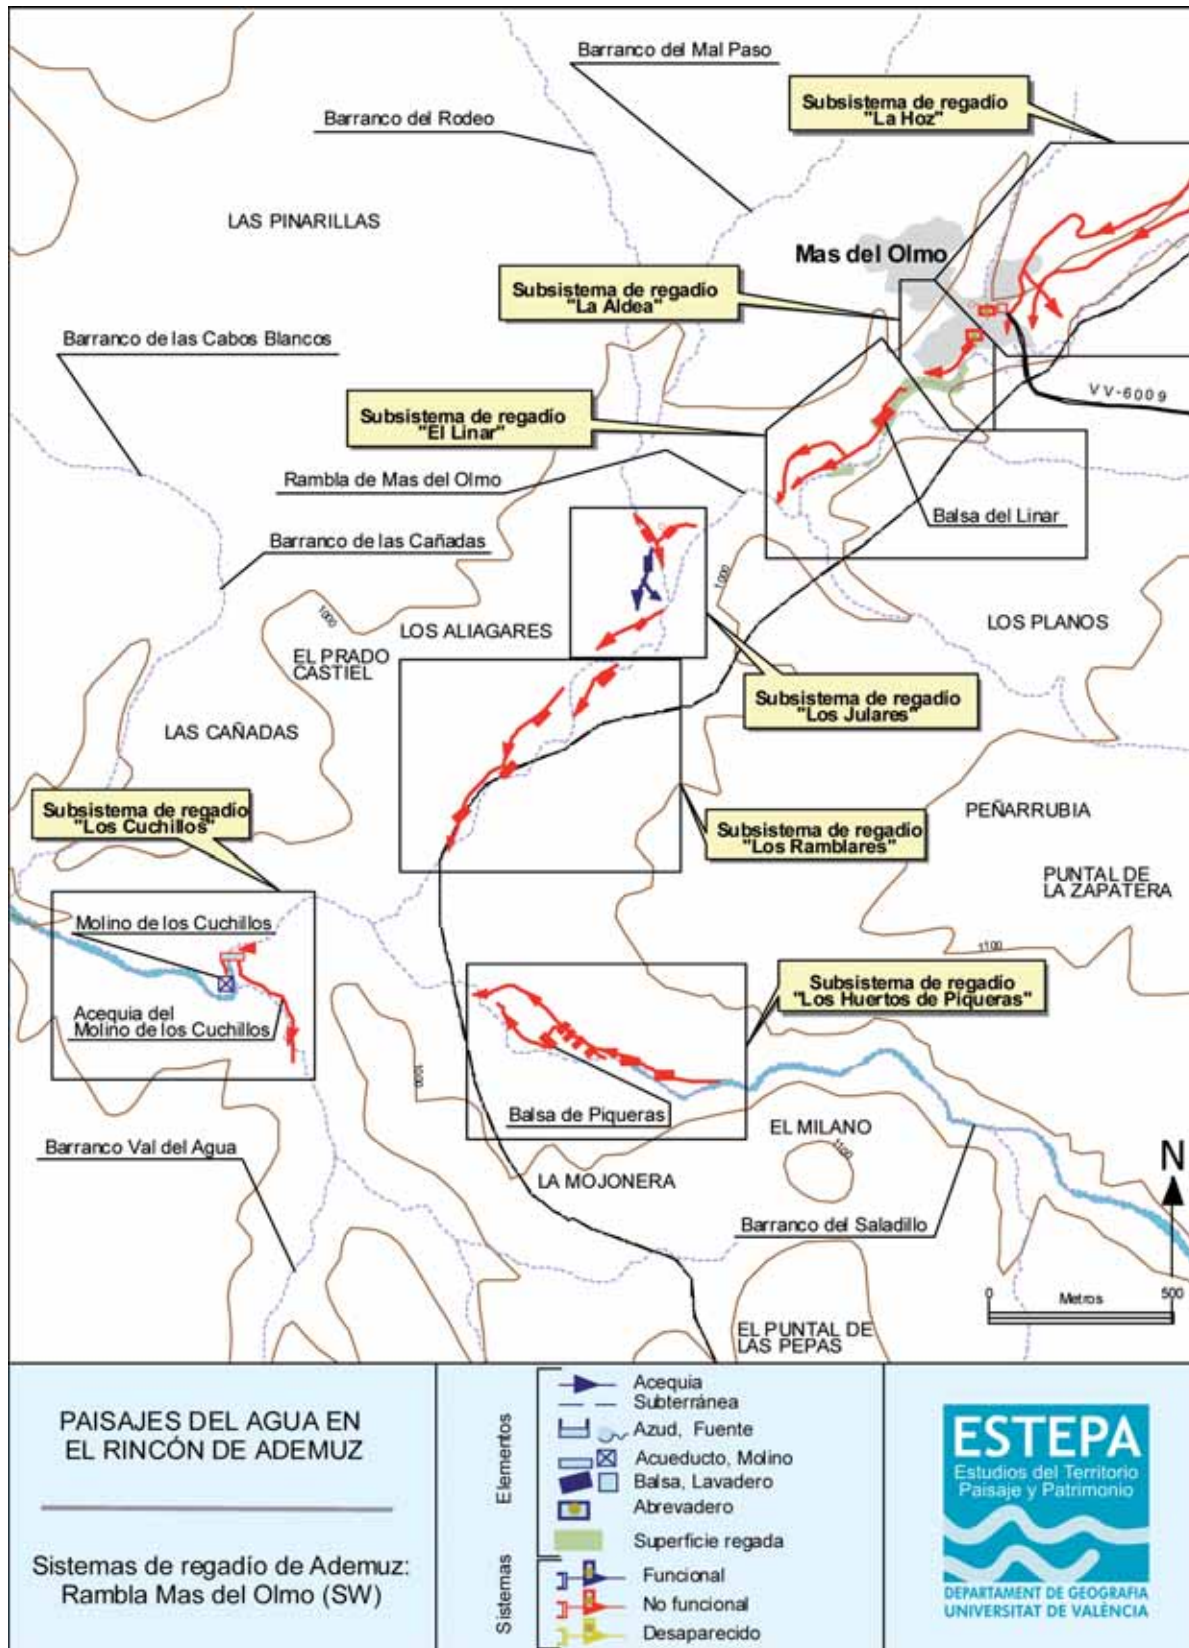 Barranco del Mal Paso
Subsistema de regadío
"La Hoz"
Barranco del Rodeo
LAS PINARILLAS
Mas del Olmo
Subsistema de regadío
"La Aldea"
Barranco de las Cabos Blancos
VV-6009
Subsistema de regadío
"El Linar"
Rambla de Mas del Olmo
Balsa del Linar
Barranco de las Cañadas
1000
1000
LOS ALIAGARES
LOS PLANOS
EL PRADO
CASTIEL
Subsistema de regadío
"Los Julares"
LAS CAÑADAS
Subsistema de regadío
"Los Cuchillos"
PEÑARRUBIA
Subsistema de regadío
"Los Ramblares"
PUNTAL DE
LA ZAPATERA
Molino de los Cuchillos
1100
Subsistema de regadío
"Los Huertos de Piqueras"
Acequia del
Molino de los Cuchillos
1000
Balsa de Piqueras
EL MILANO
Barranco Val del Agua
1100
N
LA MOJONERA
Barranco del Saladillo
0 Metros 500
EL PUNTAL DE
LAS PEPAS
PAISAJES DEL AGUA EN
EL RINCÓN DE ADEMUZ
Sistemas de regadío de Ademuz:
Rambla Mas del Olmo (SW)
Elementos
Acequia
Subterránea
Azud, Fuente
Acueducto, Molino
Balsa, Lavadero
Abrevadero
Superficie regada
Sistemas
Funcional
No funcional
Desaparecido
ESTEPA
Estudios del Territorio
Paisaje y Patrimonio
DEPARTAMENT DE GEOGRAFIA
UNIVERSITAT DE VALÈNCIA